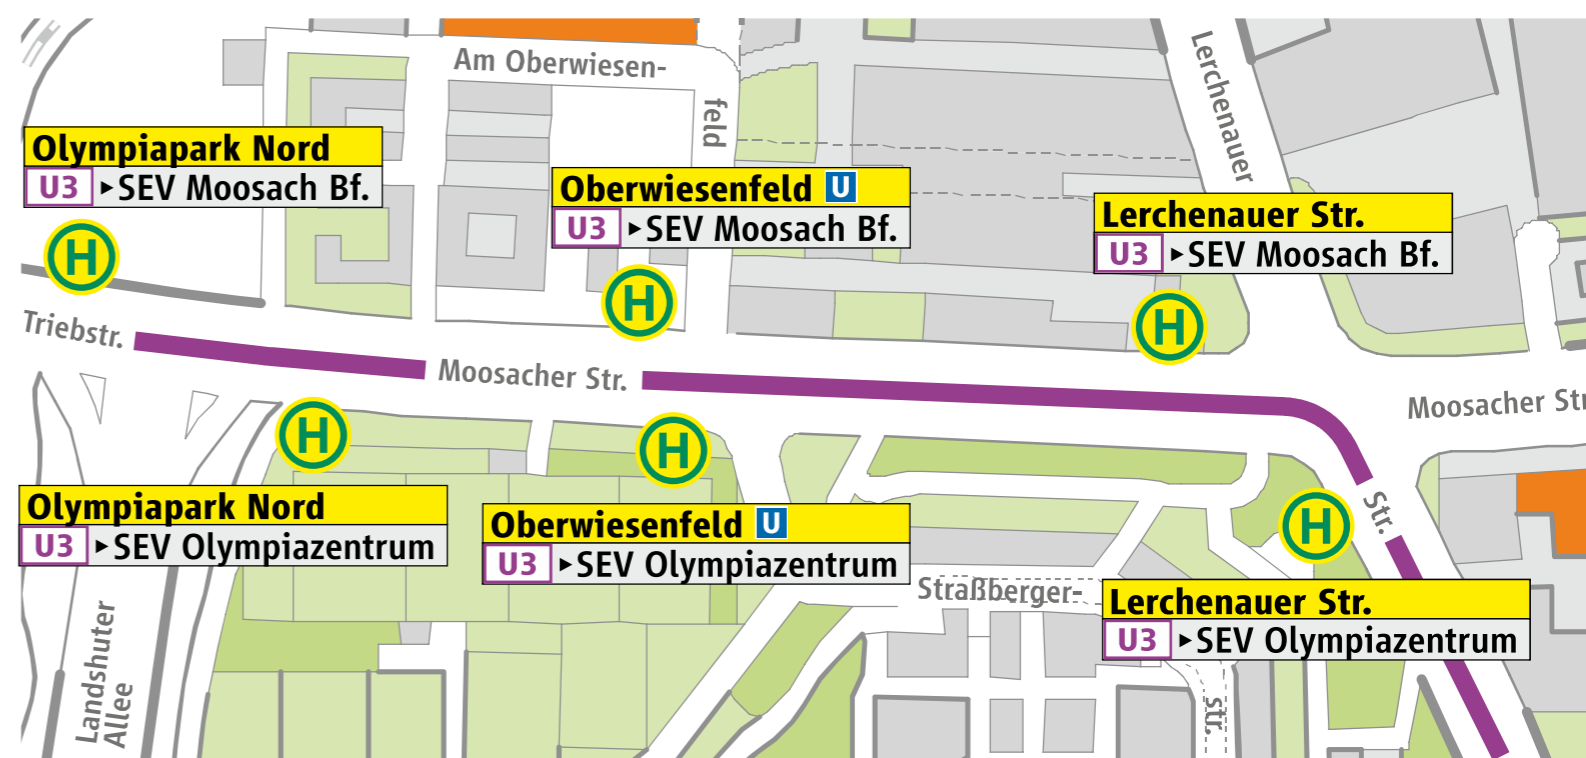 Am Oberwiesen-
feld
Lerchenauer
Olympiapark Nord
U3 ▸SEV Moosach Bf.
H
Oberwiesenfeld U
U3 ▸SEV Moosach Bf.
H
Lerchenauer Str.
U3 ▸SEV Moosach Bf.
H
Triebstr.
Moosacher Str.
Moosacher Str
H
Olympiapark Nord
U3 ▸SEV Olympiazentrum
H
Oberwiesenfeld U
U3 ▸SEV Olympiazentrum
H
Str.
Lerchenauer Str.
U3 ▸SEV Olympiazentrum
Straßberger-
str.
Landshuter
Allee